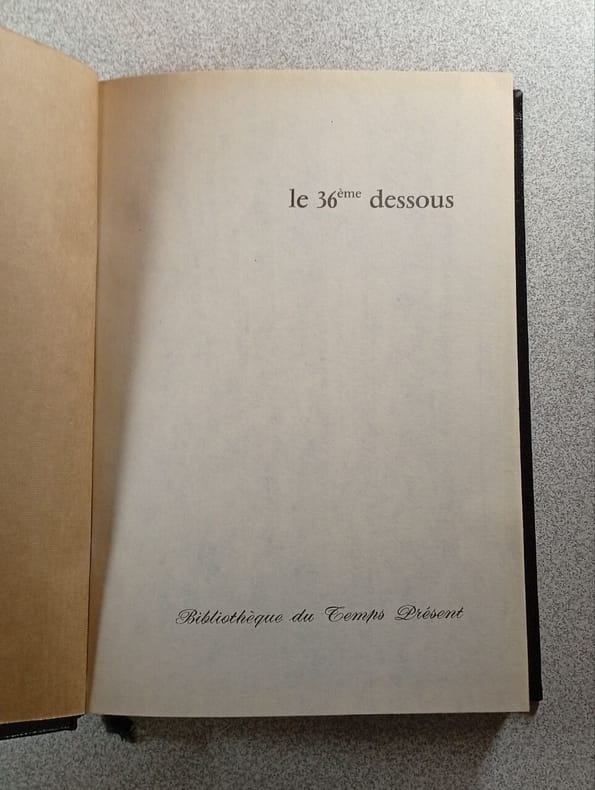 le 36ème dessous
Bibliothèque du Temps Présent